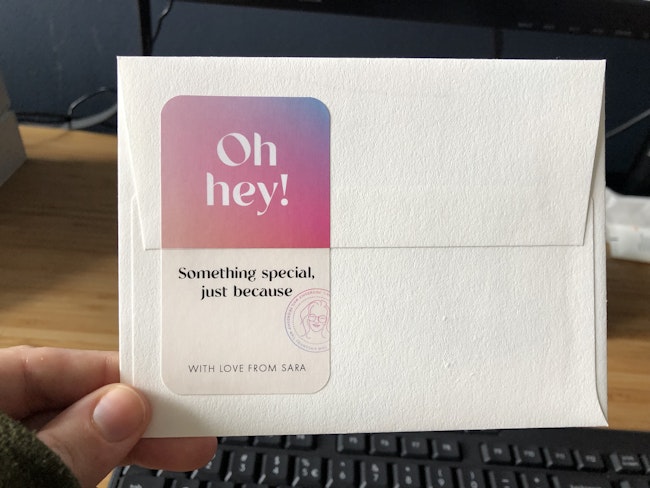 Oh
hey!
Something special,
just because
WITH LOVE FROM SARA